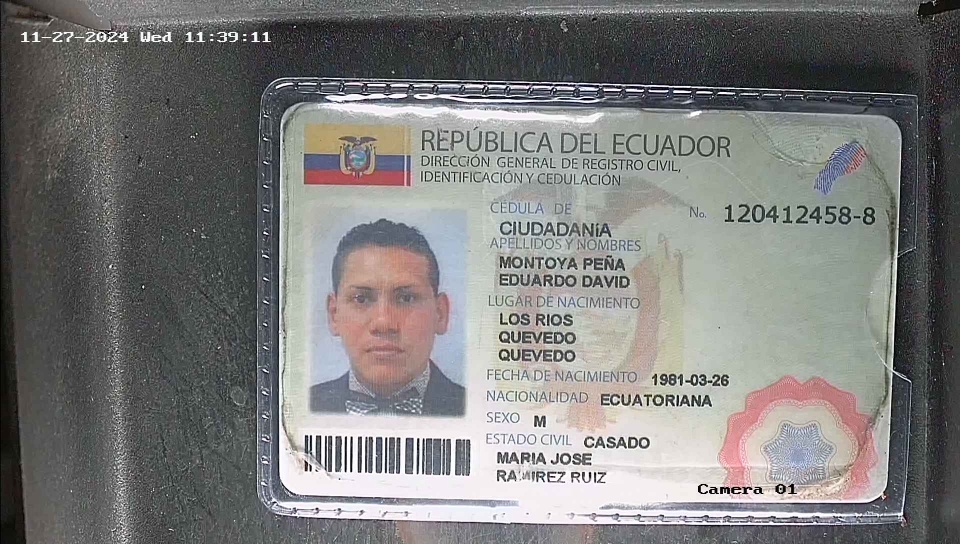 11-27-2024 Wed 11:39:11
REPÚBLICA DEL ECUADOR
DIRECCIÓN GENERAL DE REGISTRO CIVIL,
IDENTIFICACIÓN Y CEDULACIÓN
CÉDULA DE
No. 120412458-8
CIUDADANíA
APELLIDOS Y NOMBRES
MONTOYA PEÑA
EDUARDO DAVID
LUGAR DE NACIMIENTO
LOS RIOS
QUEVEDO
QUEVEDO
FECHA DE NACIMIENTO 1981-03-26
NACIONALIDAD ECUATORIANA
SEXO M
ESTADO CIVIL CASADO
MARIA JOSE
RAMIREZ RUIZ
Camera 01